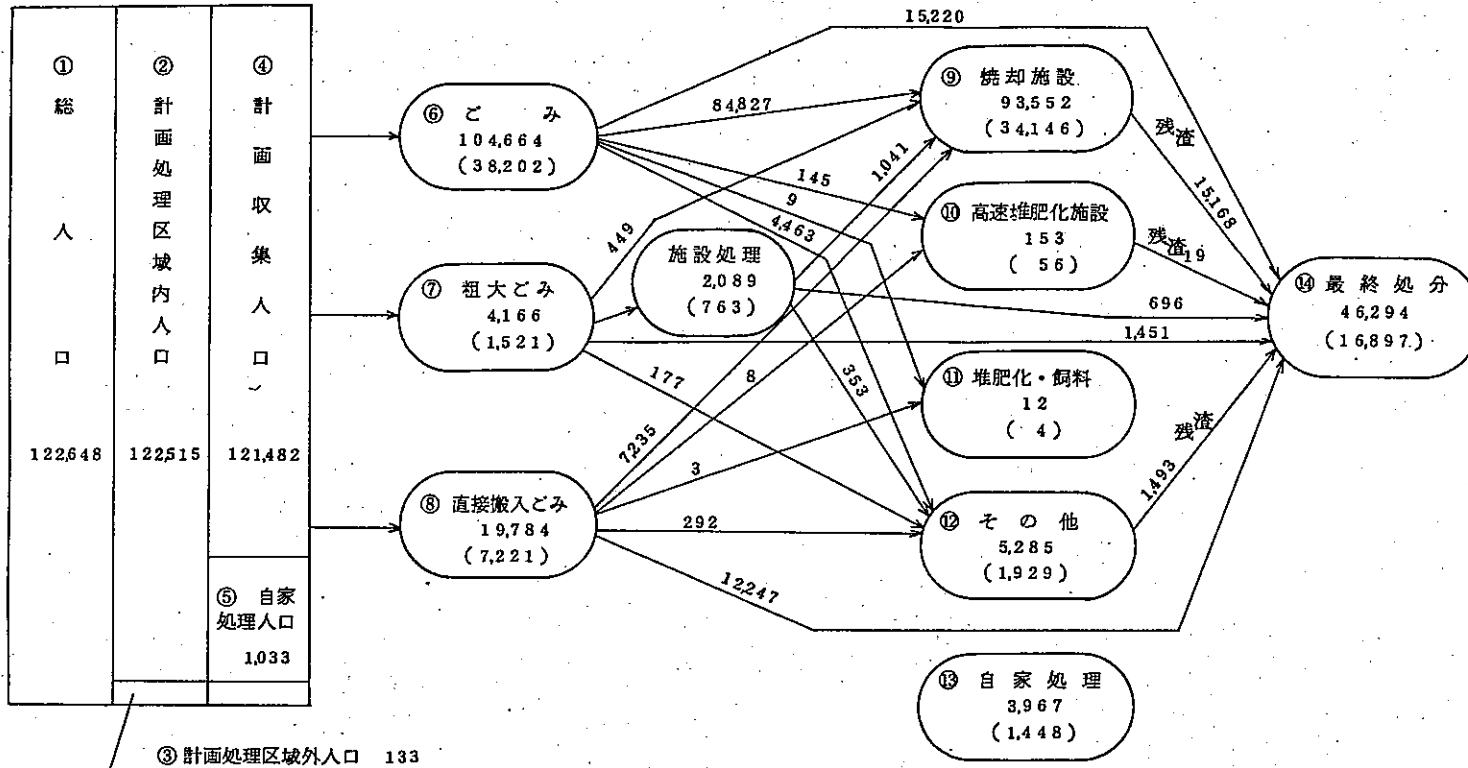 ① 総人口
122,648
② 計画処理区域内人口
122,515
④ 計画収集人口
121,482
⑤ 自家
処理人口
1,033
③ 計画処理区域外人口 133
⑥ ごみ
104,664
(38,202)
⑦ 粗大ごみ
4,166
(1,521)
⑧ 直接搬入ごみ
19,784
(7,221)
施設処理
2,089
(763)
⑨ 焼却施設
93,552
(34,146)
⑩ 高速堆肥化施設
153
( 56)
⑪ 堆肥化・飼料
12
( 4)
⑫ その他
5,285
(1,929)
⑬ 自家処理
3,967
(1,448)
⑭ 最終処分
46,294
(16,897)
15,220
84,827
145
9
4,463
449
1,041
696
1,451
353
177
7,235
8
3
292
12,247
残渣
15,168
残渣 19
残渣
1,493